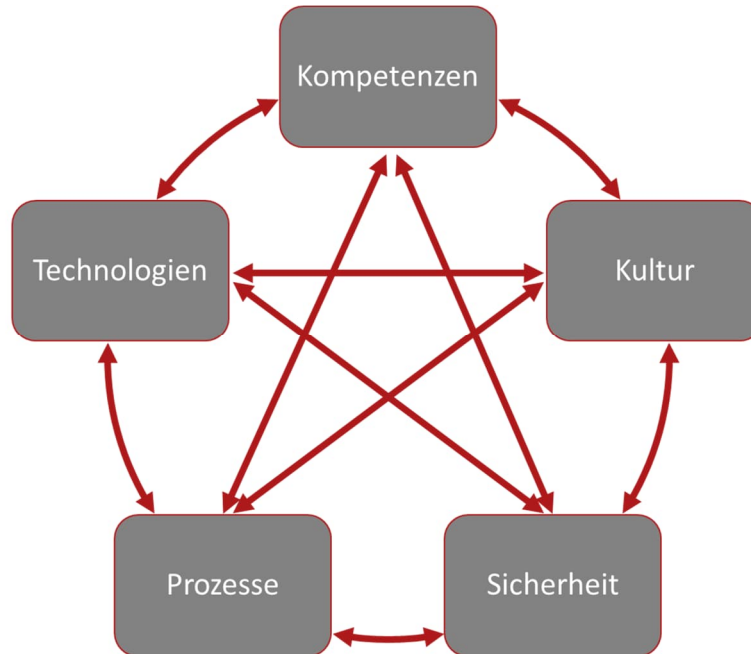 Kompetenzen
Technologien
Kultur
Prozesse
Sicherheit